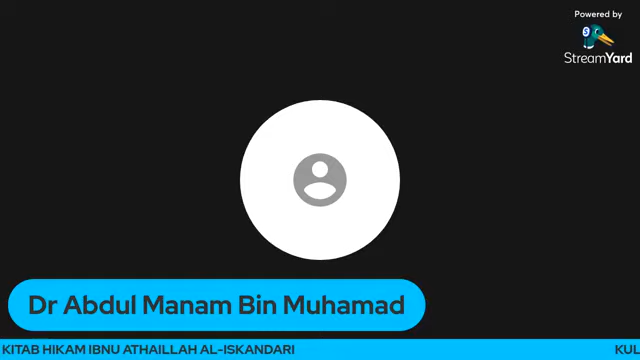 Powered by
StreamYard
Dr Abdul Manam Bin Muhamad
KITAB HIKAM IBNU ATHAILLAH AL-ISKANDARI
KUL